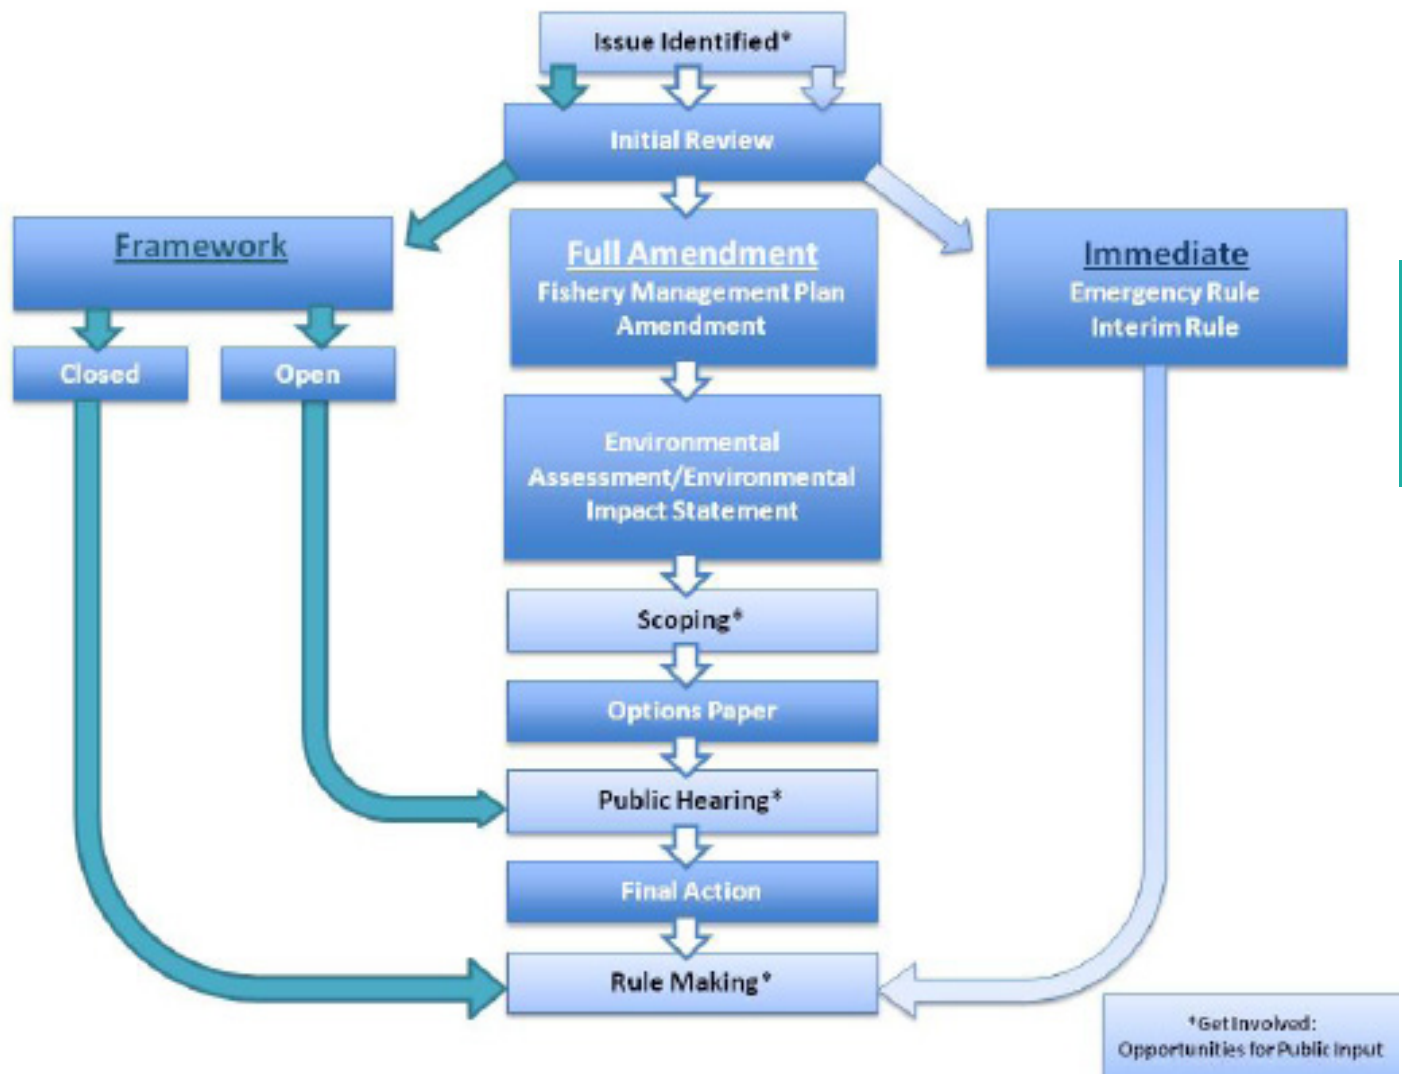 Issue Identified*
Initial Review
Framework
Closed
Open
Full Amendment
Fishery Management Plan
Amendment
Immediate
Emergency Rule
Interim Rule
Environmental
Assessment/Environmental
Impact Statement
Scoping*
Options Paper
Public Hearing*
Final Action
Rule Making*
*Get Involved:
Opportunities for Public Input